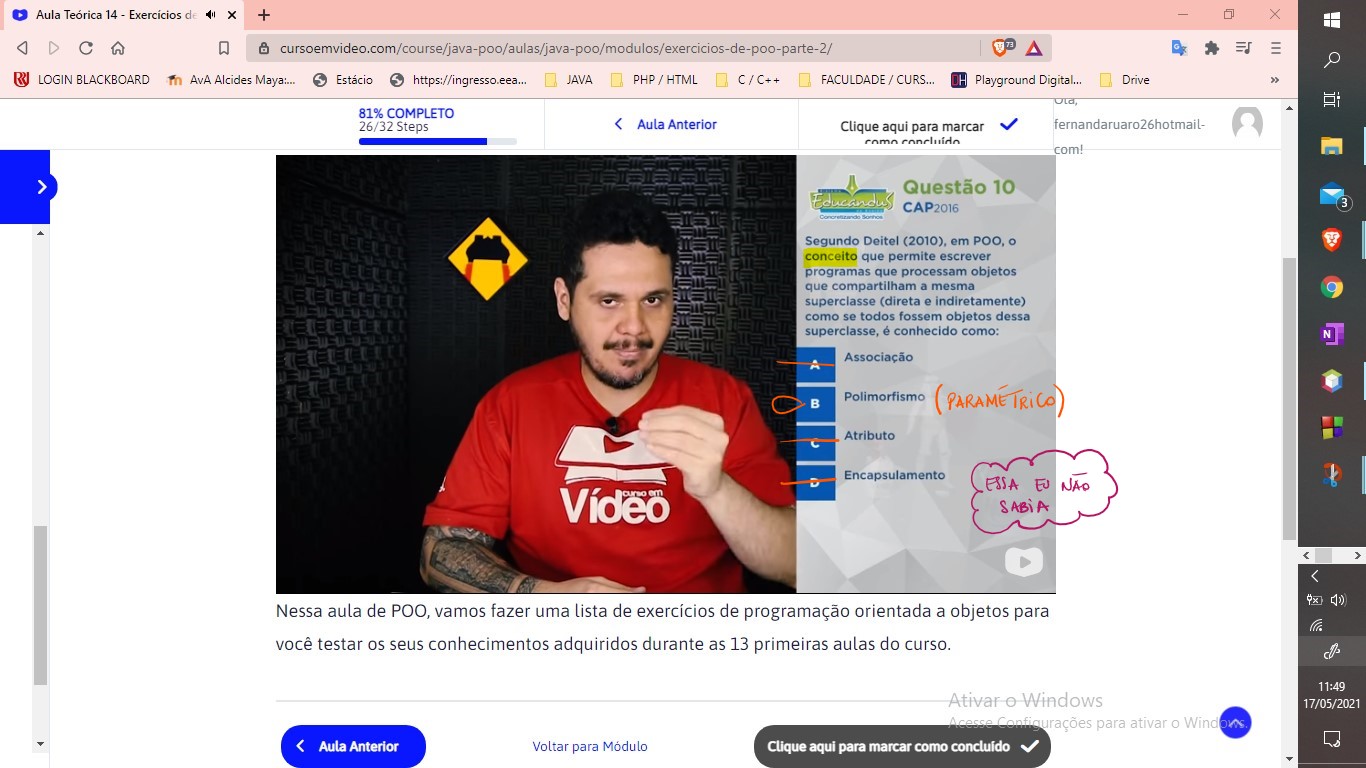 Aula Teórica 14 - Exercícios de
cursoemvideo.com/course/java-poo/aulas/java-poo/modulos/exercicios-de-poo-parte-2/
73
LOGIN BLACKBOARD
AvA Alcides Maya:...
Estácio
https://ingresso.eea...
JAVA
PHP / HTML
C / C++
FACULDADE / CURS...
Playground Digital...
Drive
»
81% COMPLETO
26/32 Steps
Aula Anterior
Clique aqui para marcar
como concluído
Olá,
fernandaruaro26hotmail-
com!
Educandus
Concretizando Sonhos
Questão 10
CAP2016
Segundo Deitel (2010), em POO, o
conceito que permite escrever
programas que processam objetos
que compartilham a mesma
superclasse (direta e indiretamente)
como se todos fossem objetos dessa
superclasse, é conhecido como:
A Associação
B Polimorfismo (PARAMÉTRICO)
C Atributo
D Encapsulamento
ESSA EU NÃO
SABIA
curso em
Vídeo
Nessa aula de POO, vamos fazer uma lista de exercícios de programação orientada a objetos para
você testar os seus conhecimentos adquiridos durante as 13 primeiras aulas do curso.
Ativar o Windows
Acesse Configurações para ativar o Windows.
Aula Anterior
Voltar para Módulo
Clique aqui para marcar como concluído
3
N
11:49
17/05/2021